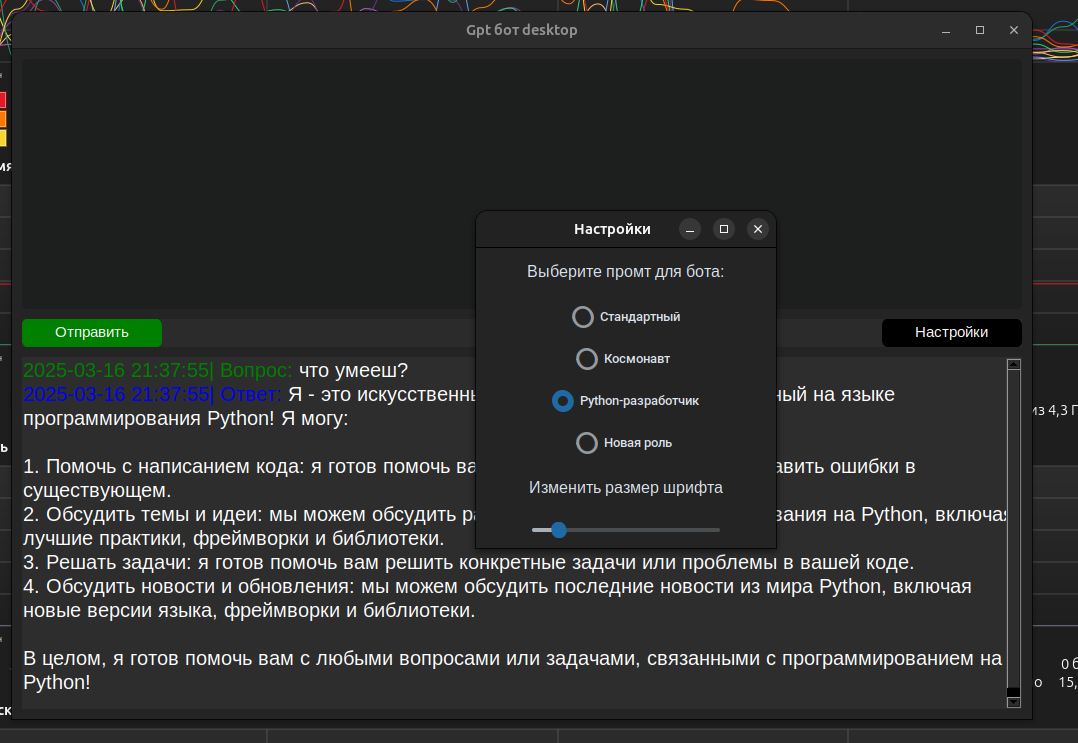 Gpt бот desktop
Настройки
Выберите промт для бота:
Стандартный
Космонавт
Python-разработчик
Новая роль
Изменить размер шрифта
Отправить
Настройки
2025-03-16 21:37:55| Вопрос: что умееш?
2025-03-16 21:37:55| Ответ: Я - это искусственн ный на языке
программирования Python! Я могу:
1. Помочь с написанием кода: я готов помочь ва авить ошибки в
существующем.
2. Обсудить темы и идеи: мы можем обсудить ра вания на Python, включая
лучшие практики, фреймворки и библиотеки.
3. Решать задачи: я готов помочь вам решить конкретные задачи или проблемы в вашей коде.
4. Обсудить новости и обновления: мы можем обсудить последние новости из мира Python, включая
новые версии языка, фреймворки и библиотеки.
В целом, я готов помочь вам с любыми вопросами или задачами, связанными с программированием на
Python!
из 4,3 Г
0 б
15,